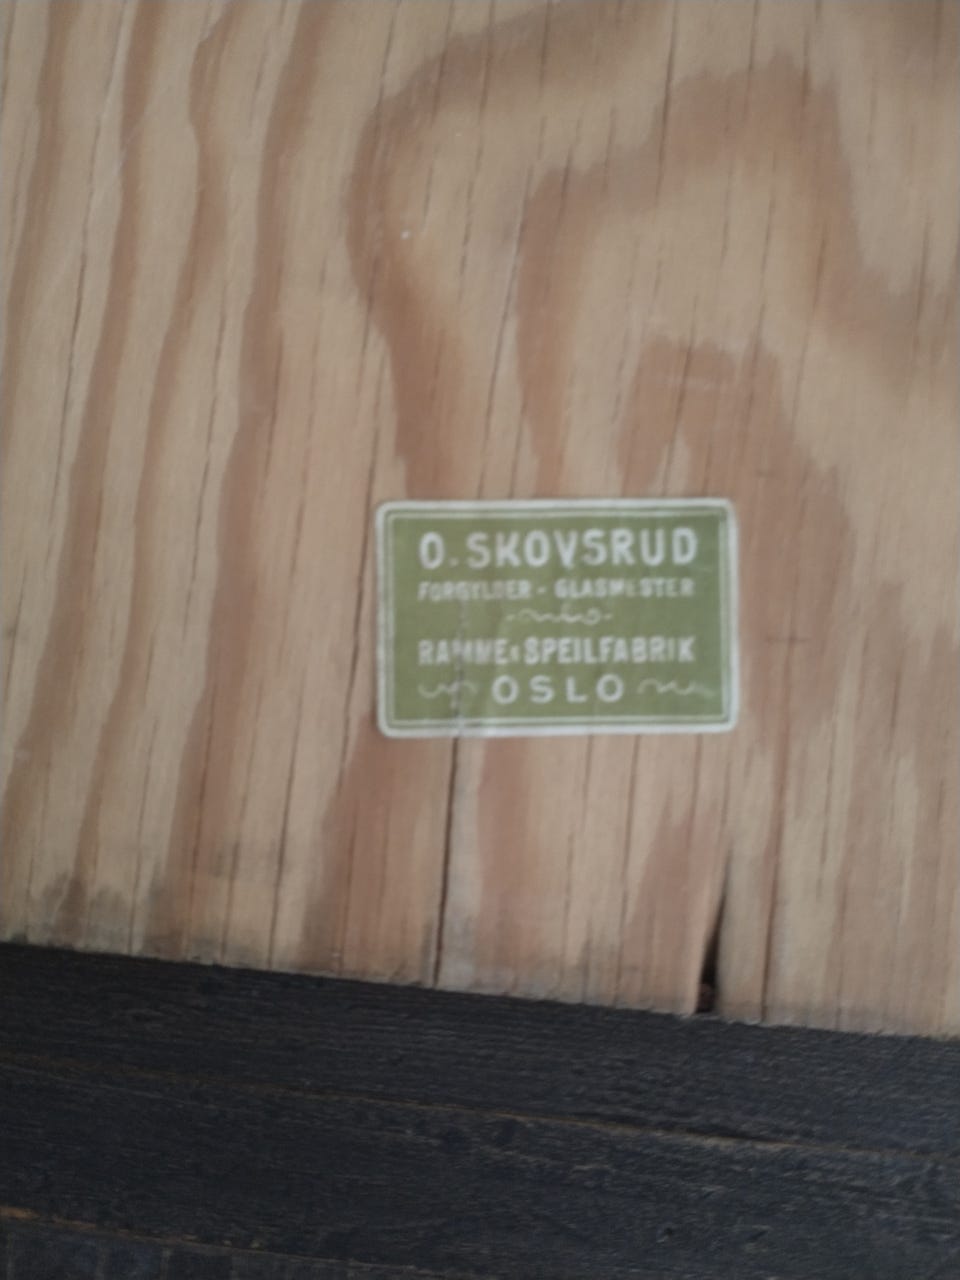 O. SKOVSRUD
FORGYLDER - GLASMESTER
RAMME & SPEILFABRIK
OSLO